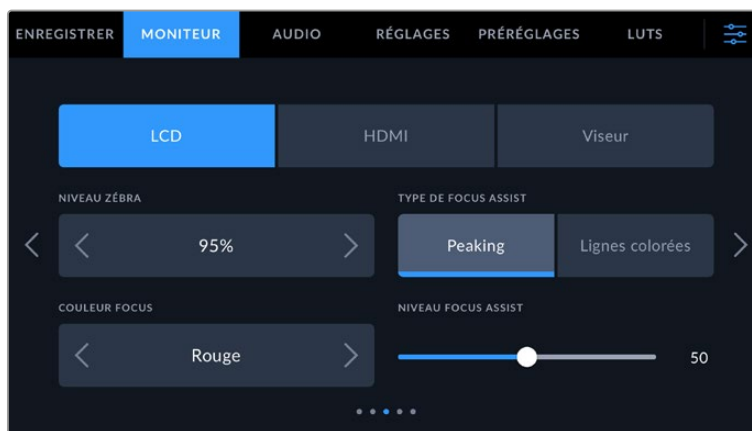 ENREGISTRER MONITEUR AUDIO RÉGLAGES PRÉRÉGLAGES LUTS
LCD HDMI Viseur
NIVEAU ZÉBRA TYPE DE FOCUS ASSIST
95% Peaking Lignes colorées
COULEUR FOCUS NIVEAU FOCUS ASSIST
Rouge 50